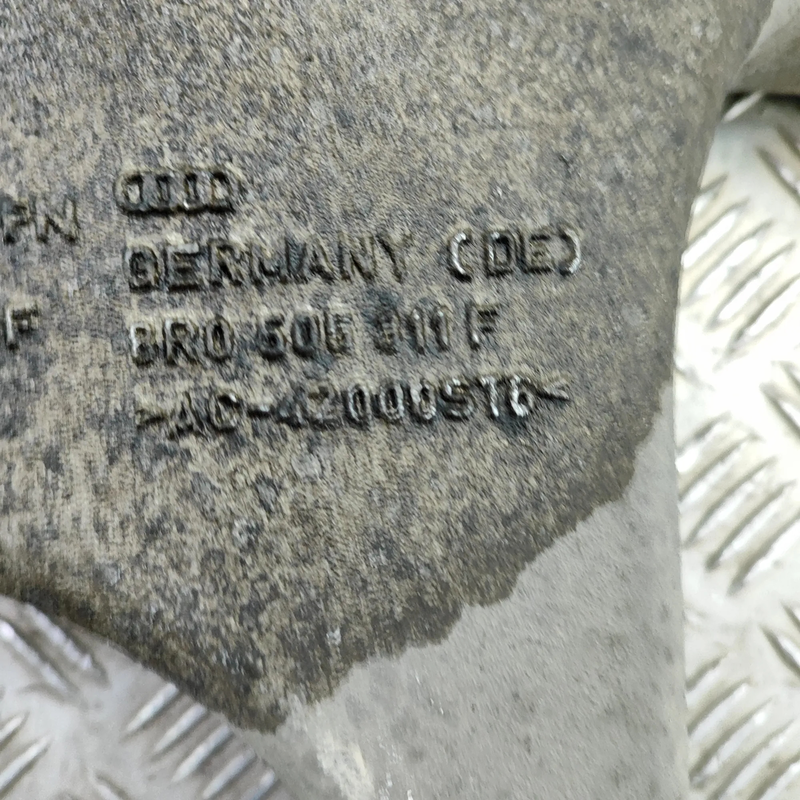 PN
GERMANY (DE)
F
8R0 505 311 F
>AC-42000ST6<